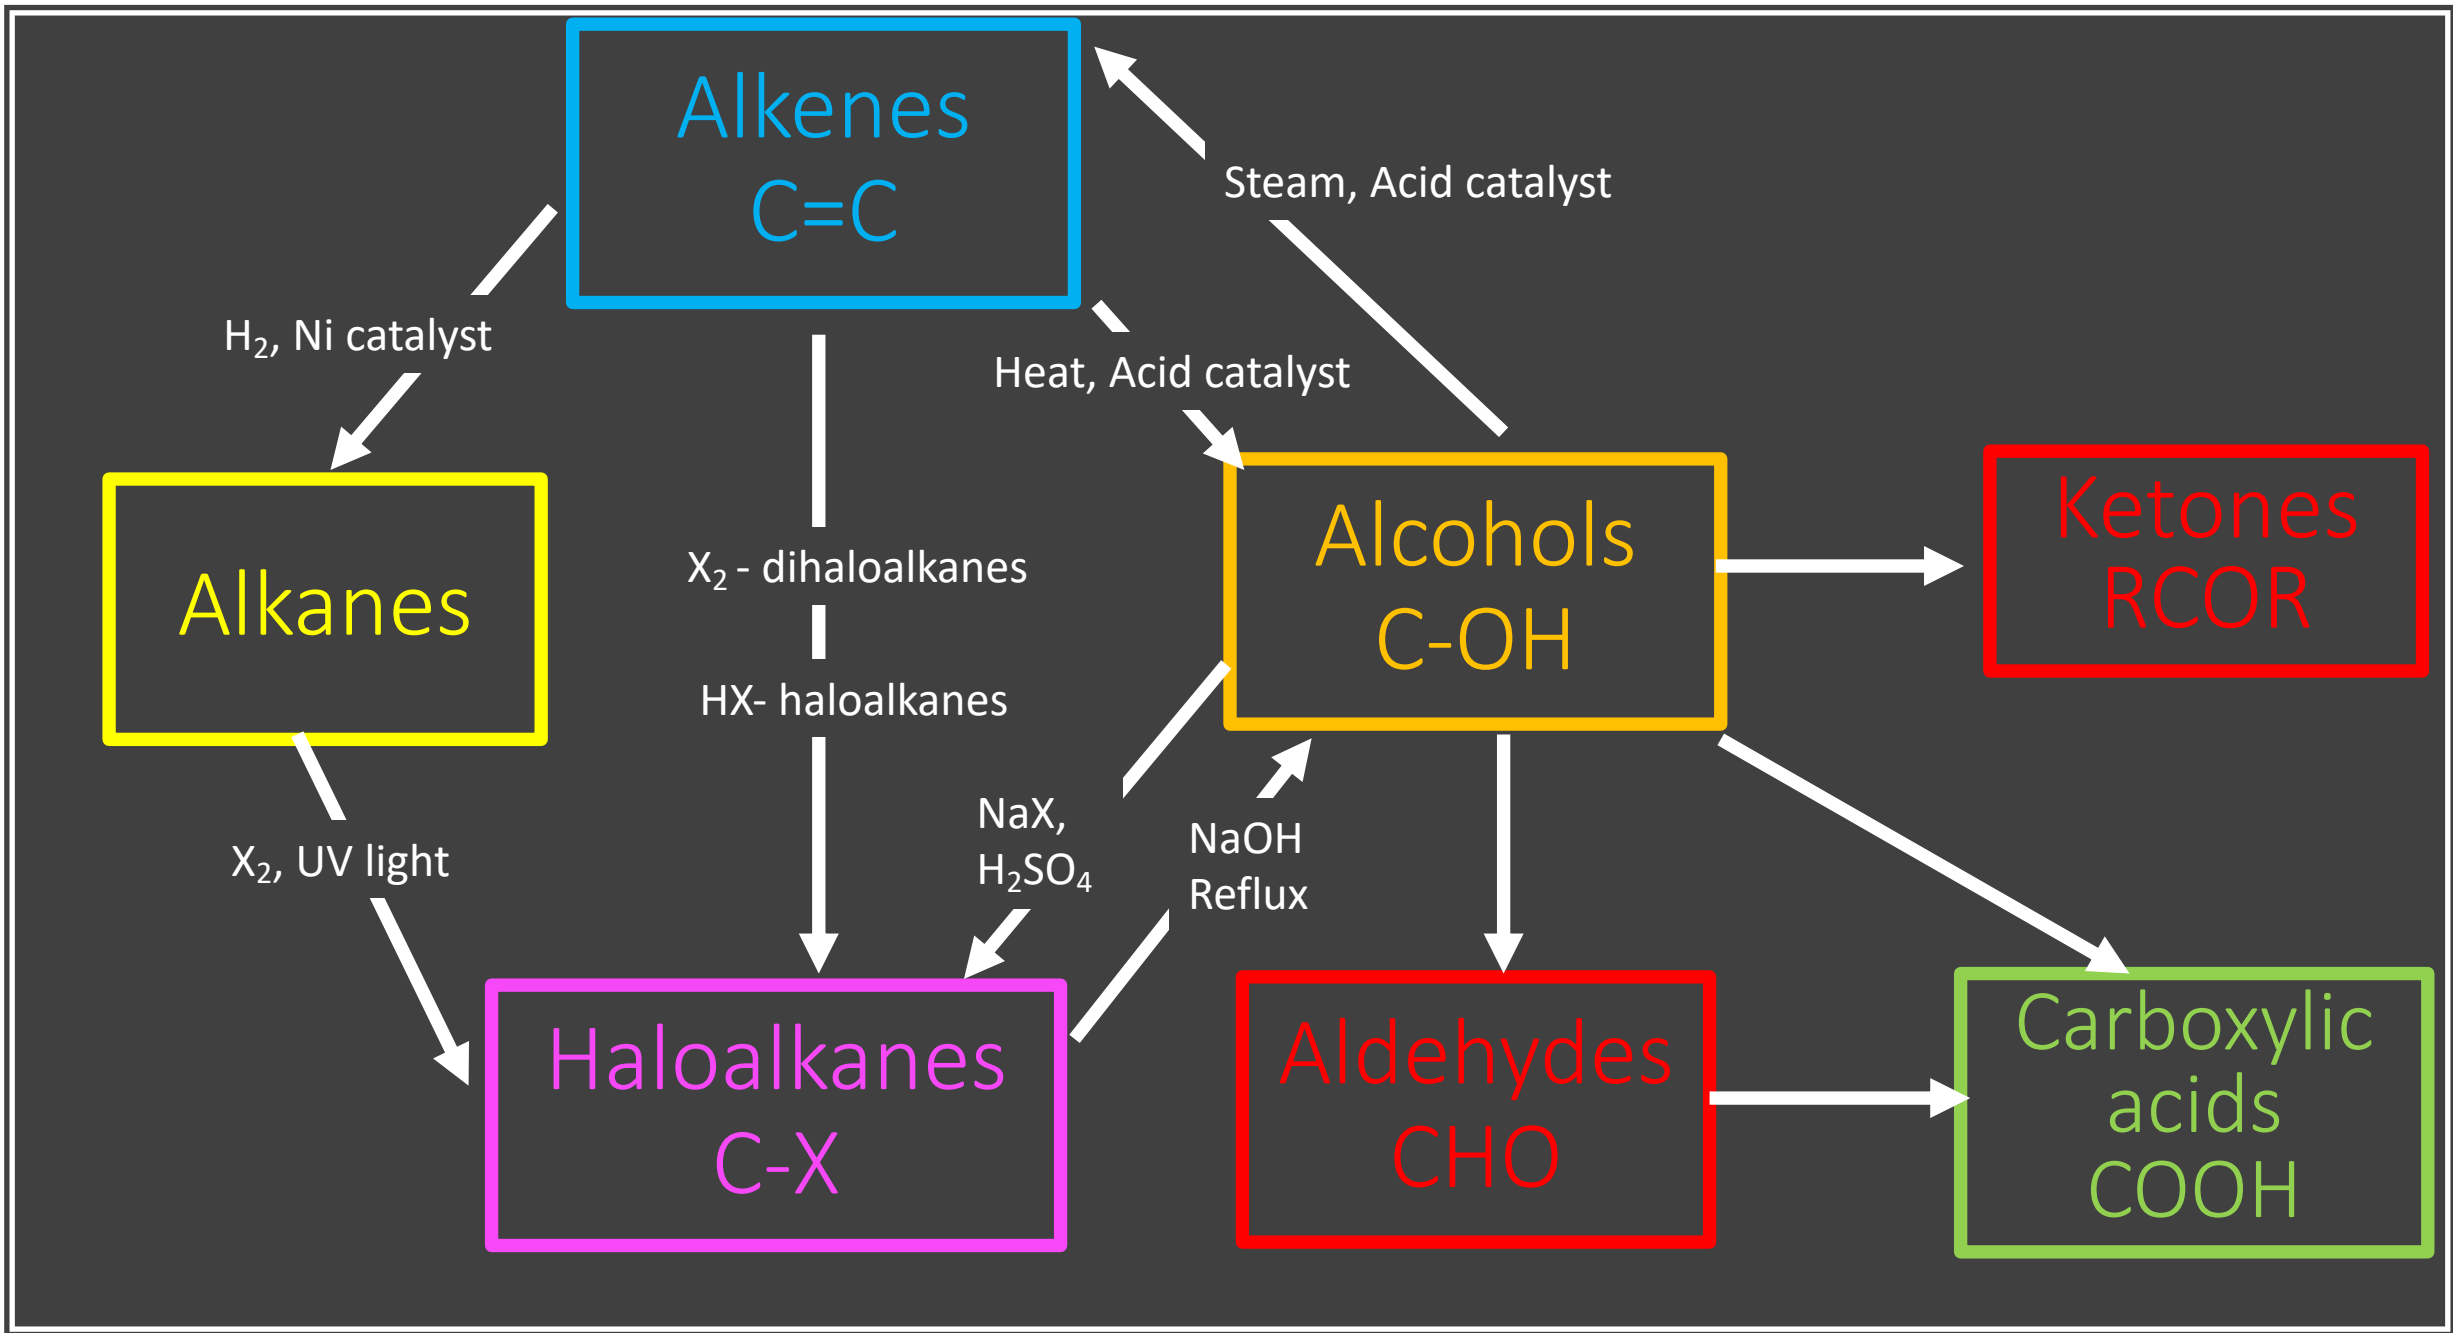 Alkenes
C=C
Steam, Acid catalyst
H₂, Ni catalyst
Heat, Acid catalyst
Alkanes
X₂ - dihaloalkanes
HX- haloalkanes
Alcohols
C-OH
Ketones
RCOR
X₂, UV light
NaX,
H₂SO₄
NaOH
Reflux
Haloalkanes
C-X
Aldehydes
CHO
Carboxylic
acids
COOH